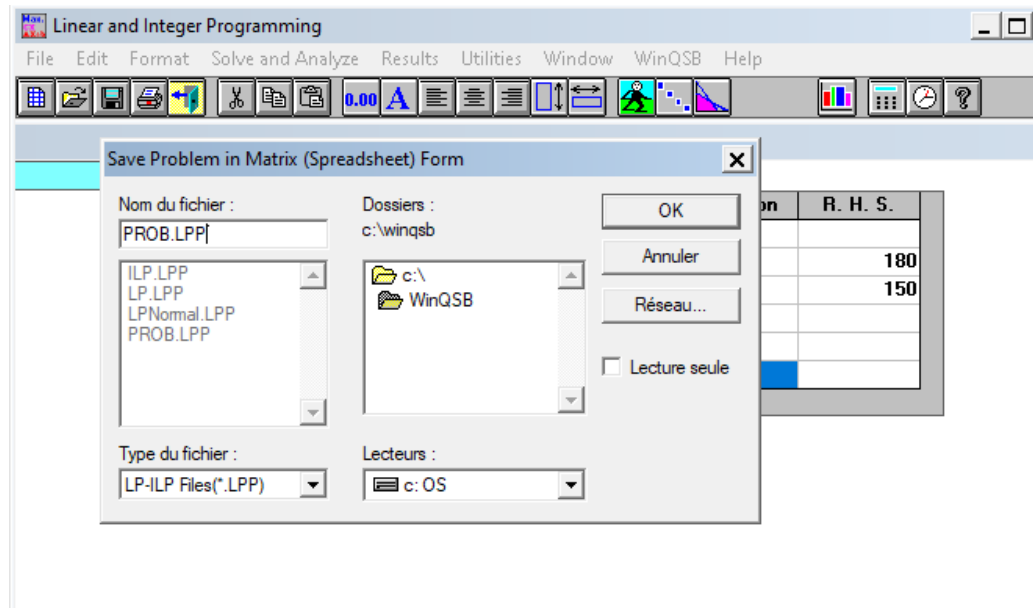 Linear and Integer Programming
File Edit Format Solve and Analyze Results Utilities Window WinQSB Help
0.00 A
Save Problem in Matrix (Spreadsheet) Form
Nom du fichier :
PROB.LPP
ILP.LPP
LP.LPP
LPNormal.LPP
PROB.LPP
Type du fichier :
LP-ILP Files(*.LPP)
Dossiers :
c:\winqsb
c:\
WinQSB
Lecteurs :
c: OS
OK
Annuler
Réseau...
Lecture seule
on R. H. S.
180
150